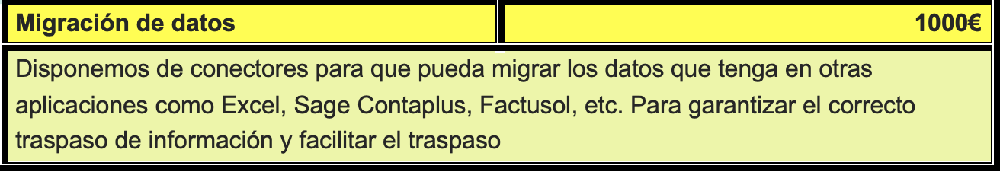 Migración de datos 1000€
Disponemos de conectores para que pueda migrar los datos que tenga en otras
aplicaciones como Excel, Sage Contaplus, Factusol, etc. Para garantizar el correcto
traspaso de información y facilitar el traspaso